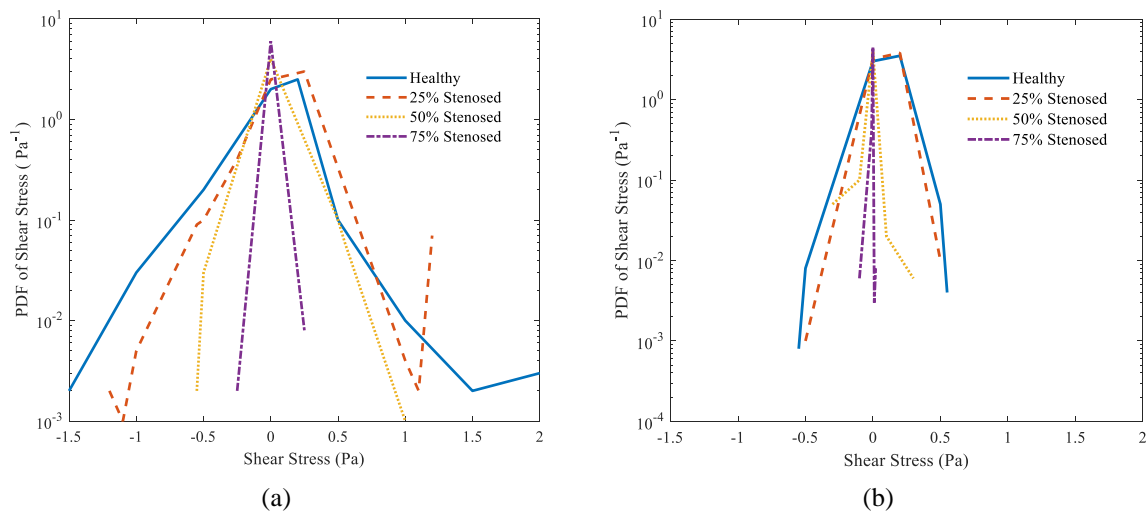 10^1
10^0
10^-1
10^-2
10^-3
PDF of Shear Stress ( Pa^-1)
-1.5 -1 -0.5 0 0.5 1 1.5 2
Shear Stress (Pa)
Healthy
25% Stenosed
50% Stenosed
75% Stenosed
(a)
10^1
10^0
10^-1
10^-2
10^-3
10^-4
PDF of Shear Stress (Pa^-1)
-1.5 -1 -0.5 0 0.5 1 1.5 2
Shear Stress (Pa)
Healthy
25% Stenosed
50% Stenosed
75% Stenosed
(b)